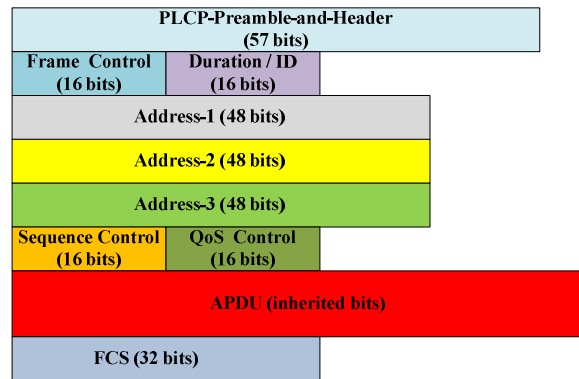 PLCP-Preamble-and-Header
(57 bits)
Frame Control
(16 bits)
Duration / ID
(16 bits)
Address-1 (48 bits)
Address-2 (48 bits)
Address-3 (48 bits)
Sequence Control
(16 bits)
QoS Control
(16 bits)
APDU (inherited bits)
FCS (32 bits)